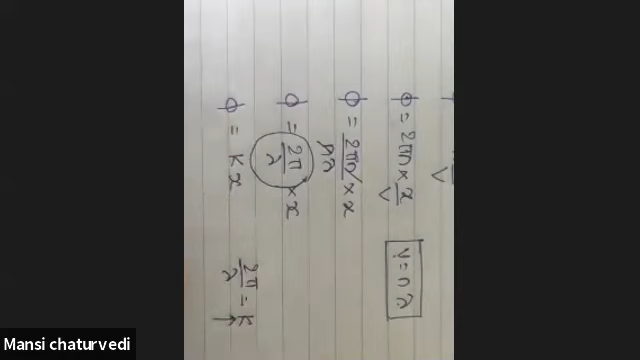 ϕ = 2πn × x/v
v = nλ
ϕ = 2πn/nλ × x
ϕ = 2π/λ × x
ϕ = kx
2π/λ = k
Mansi chaturvedi